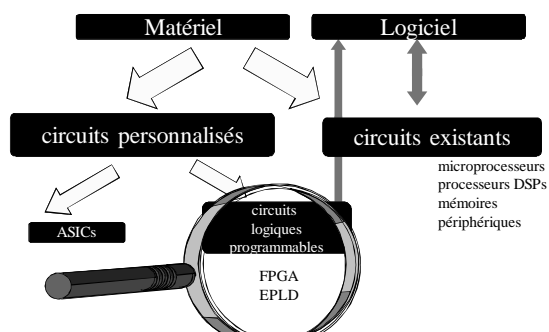 Matériel
Logiciel
circuits personnalisés
circuits existants
microprocesseurs
processeurs DSPs
mémoires
périphériques
ASICs
circuits
logiques
programmables
FPGA
EPLD